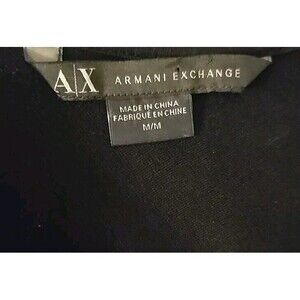 A|X ARMANI EXCHANGE
MADE IN CHINA
FABRIQUÉ EN CHINE
M/M